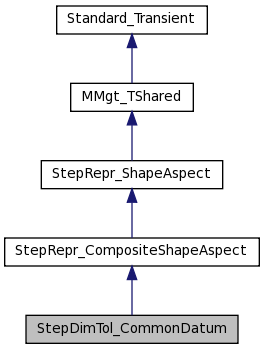 Standard_Transient
MMgt_TShared
StepRepr_ShapeAspect
StepRepr_CompositeShapeAspect
StepDimTol_CommonDatum